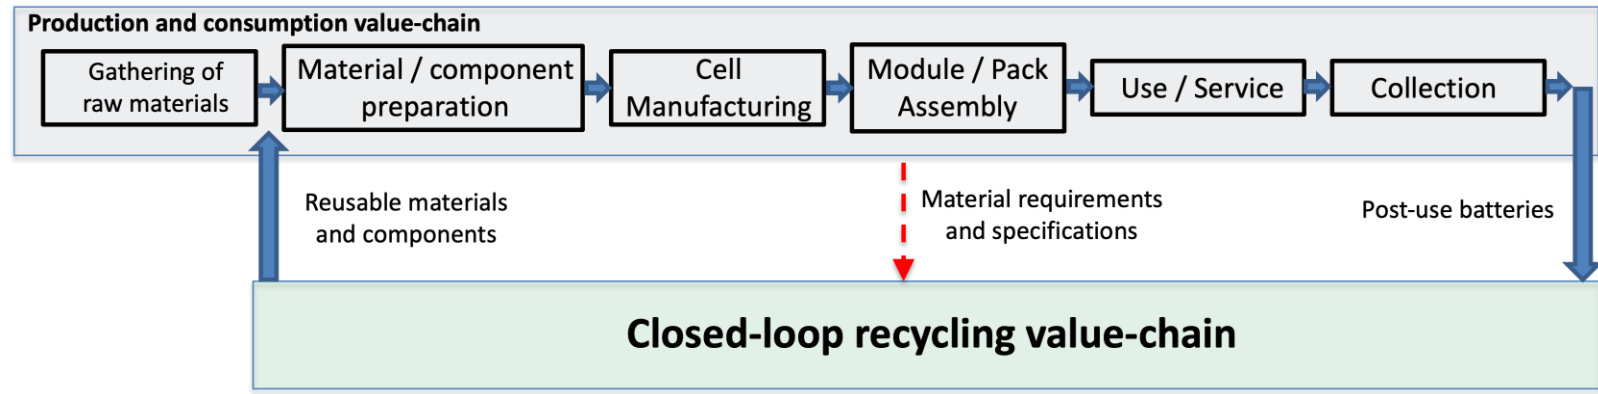 Production and consumption value-chain
Gathering of
raw materials
Material / component
preparation
Cell
Manufacturing
Module / Pack
Assembly
Use / Service
Collection
Reusable materials
and components
Material requirements
and specifications
Post-use batteries
Closed-loop recycling value-chain